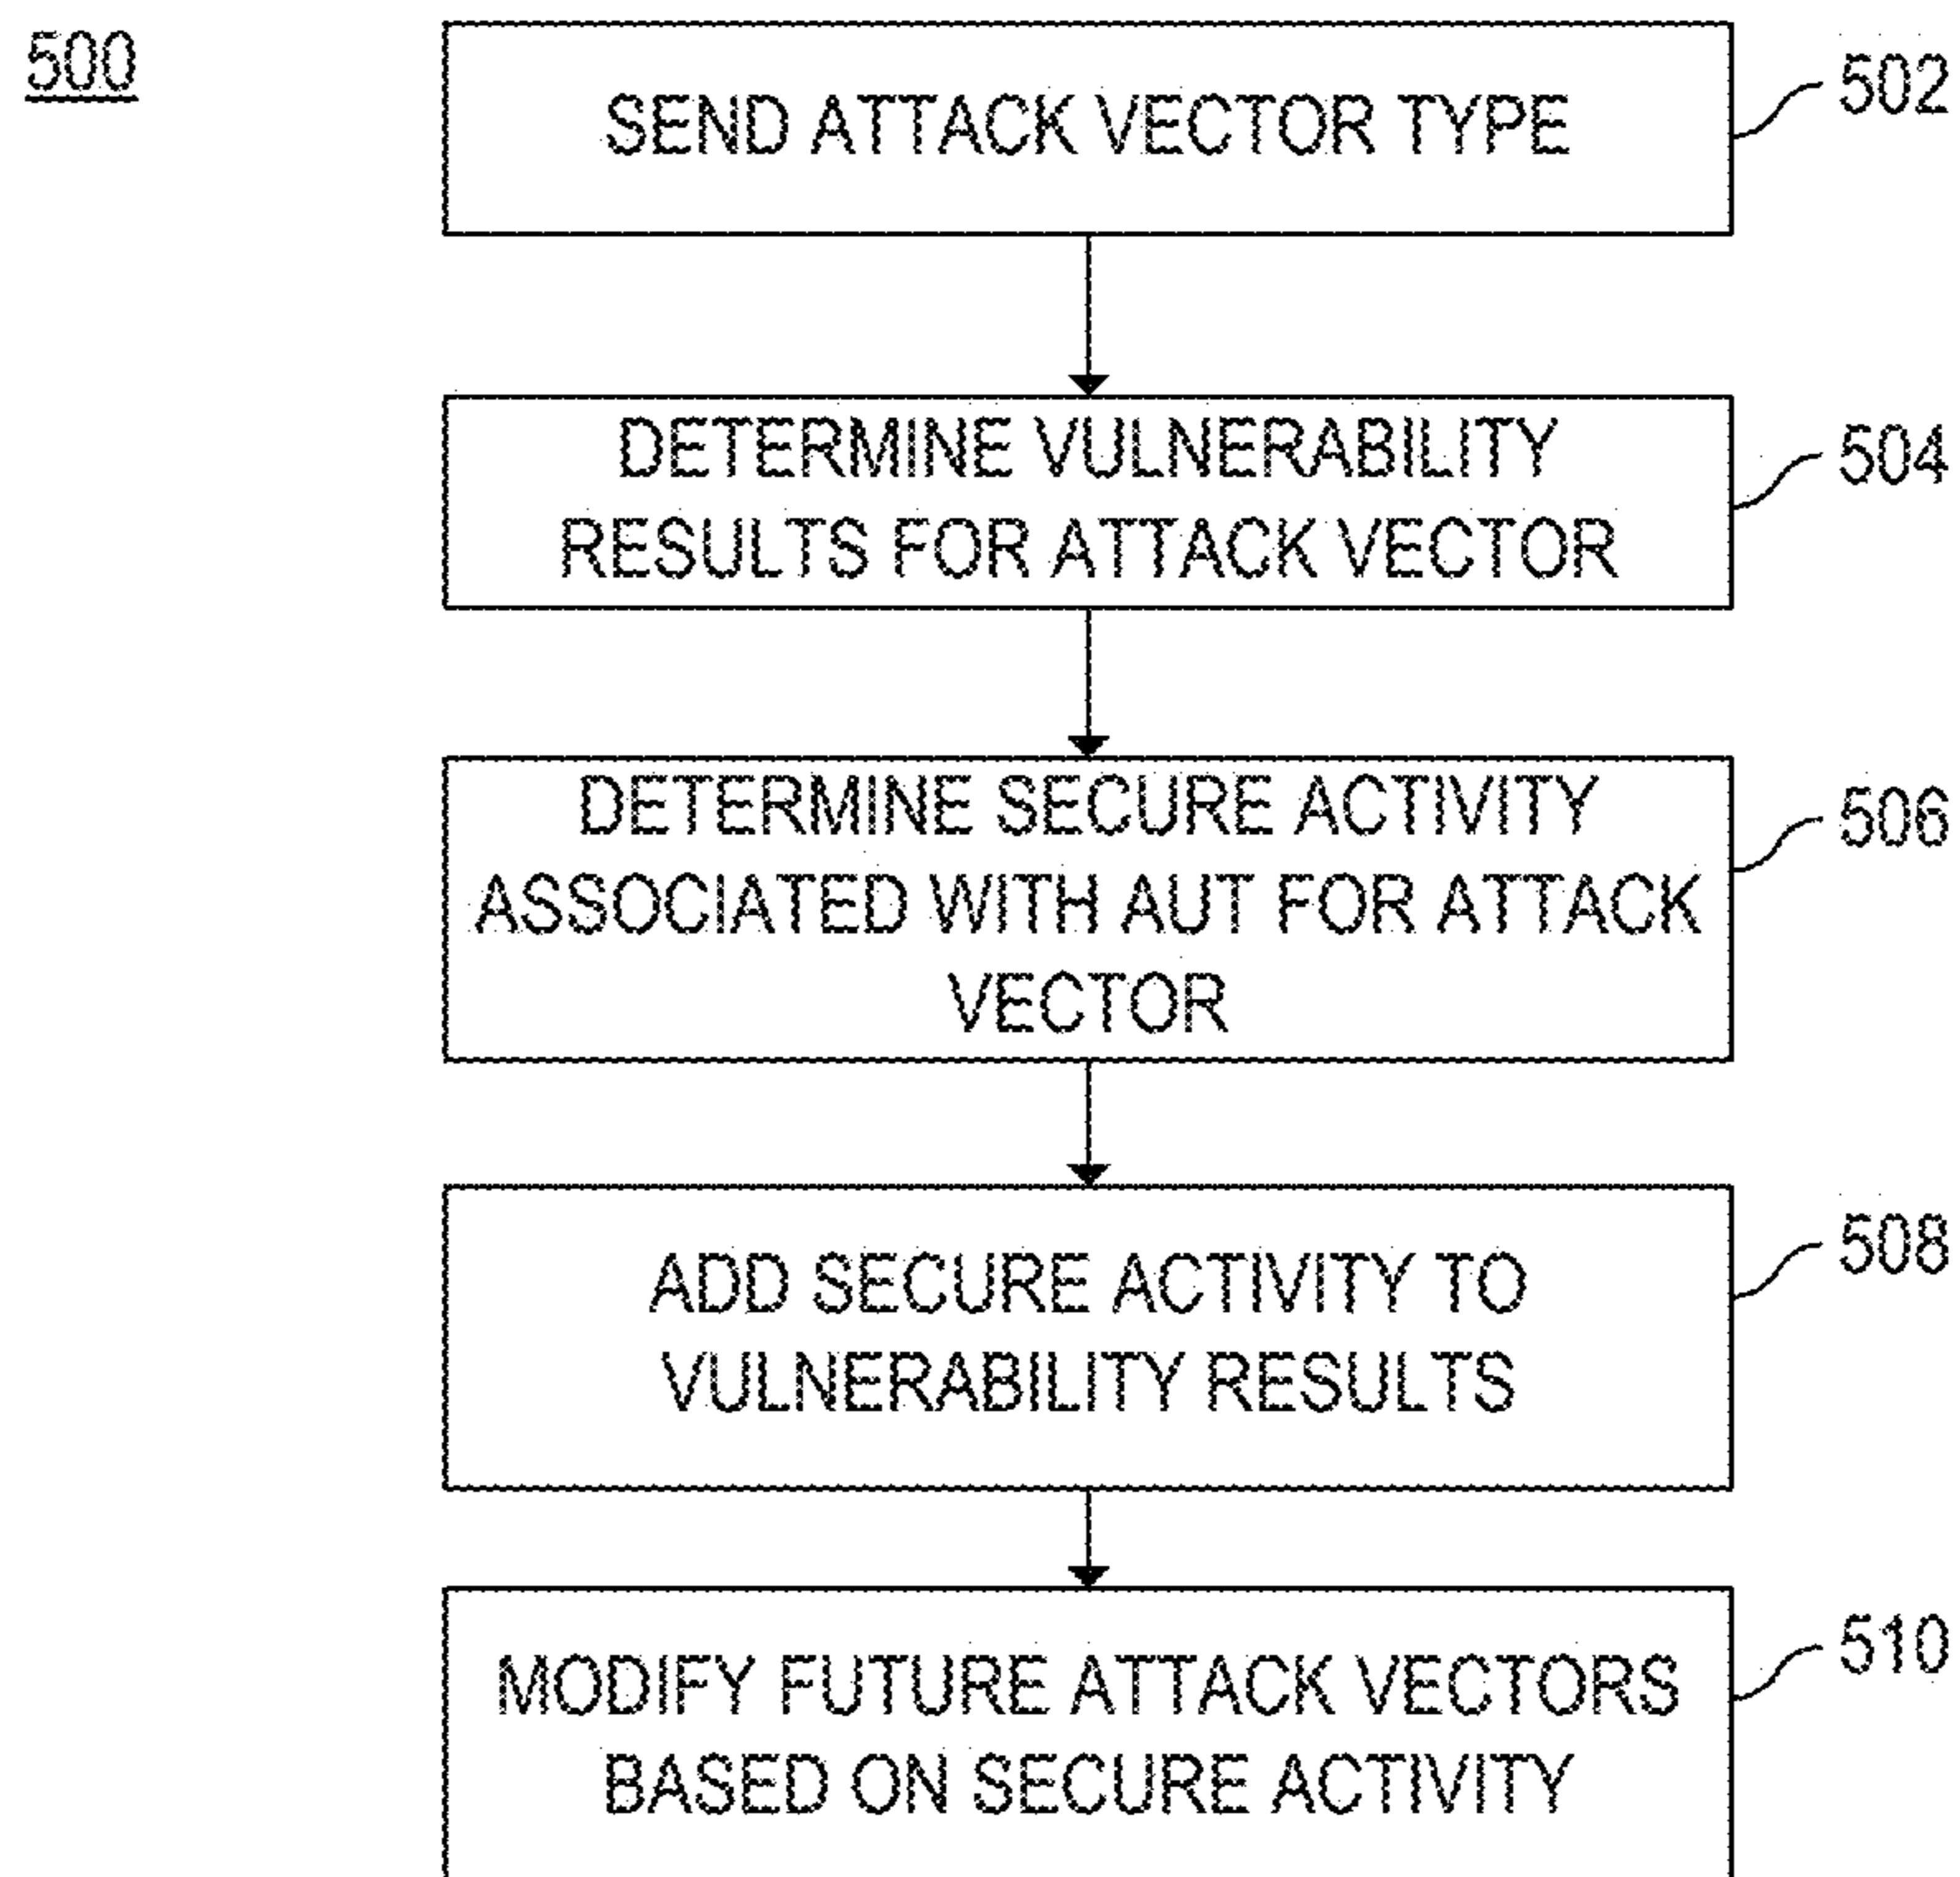 500
SEND ATTACK VECTOR TYPE
502
DETERMINE VULNERABILITY
RESULTS FOR ATTACK VECTOR
504
DETERMINE SECURE ACTIVITY
ASSOCIATED WITH AUT FOR ATTACK
VECTOR
506
ADD SECURE ACTIVITY TO
VULNERABILITY RESULTS
508
MODIFY FUTURE ATTACK VECTORS
BASED ON SECURE ACTIVITY
510